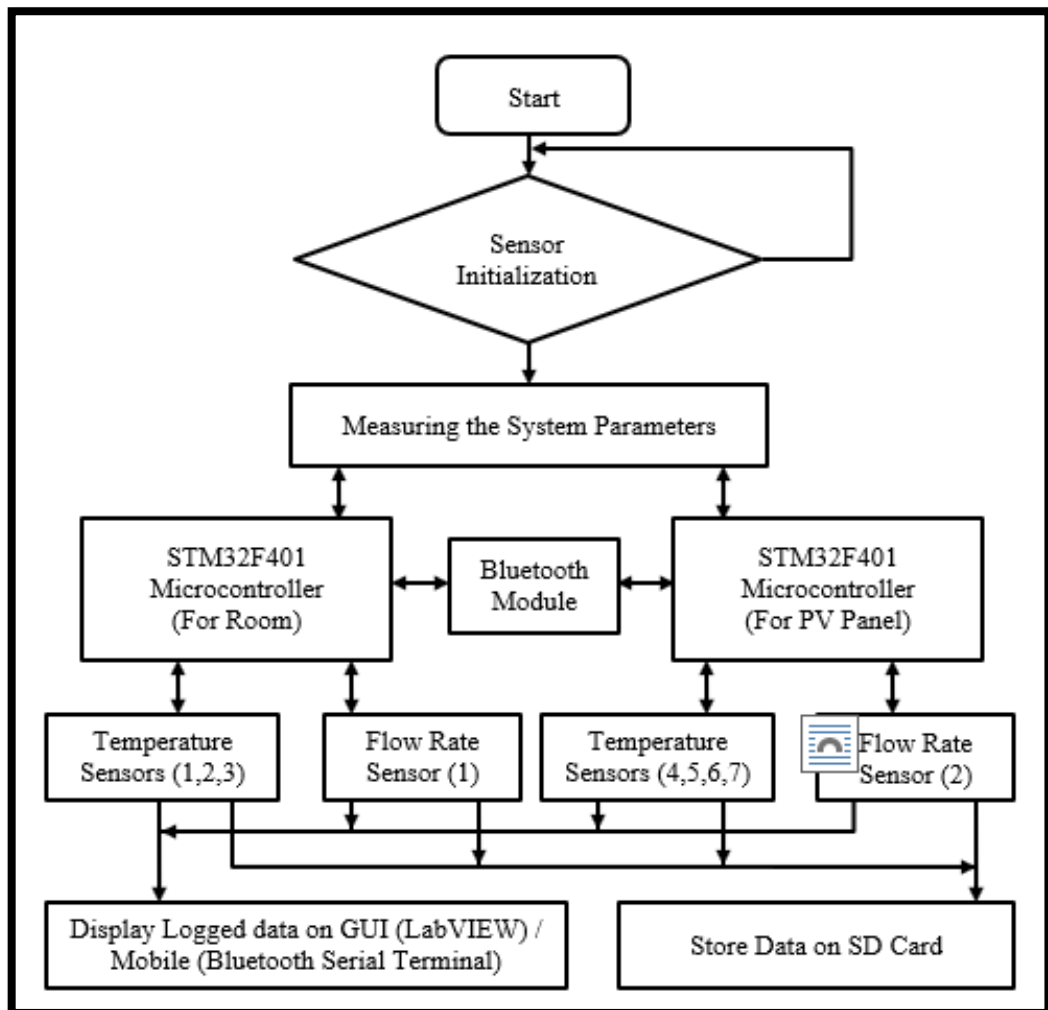 Start
Sensor
Initialization
Measuring the System Parameters
STM32F401
Microcontroller
(For Room)
Bluetooth
Module
STM32F401
Microcontroller
(For PV Panel)
Temperature
Sensors (1,2,3)
Flow Rate
Sensor (1)
Temperature
Sensors (4,5,6,7)
Flow Rate
Sensor (2)
Display Logged data on GUI (LabVIEW) /
Mobile (Bluetooth Serial Terminal)
Store Data on SD Card